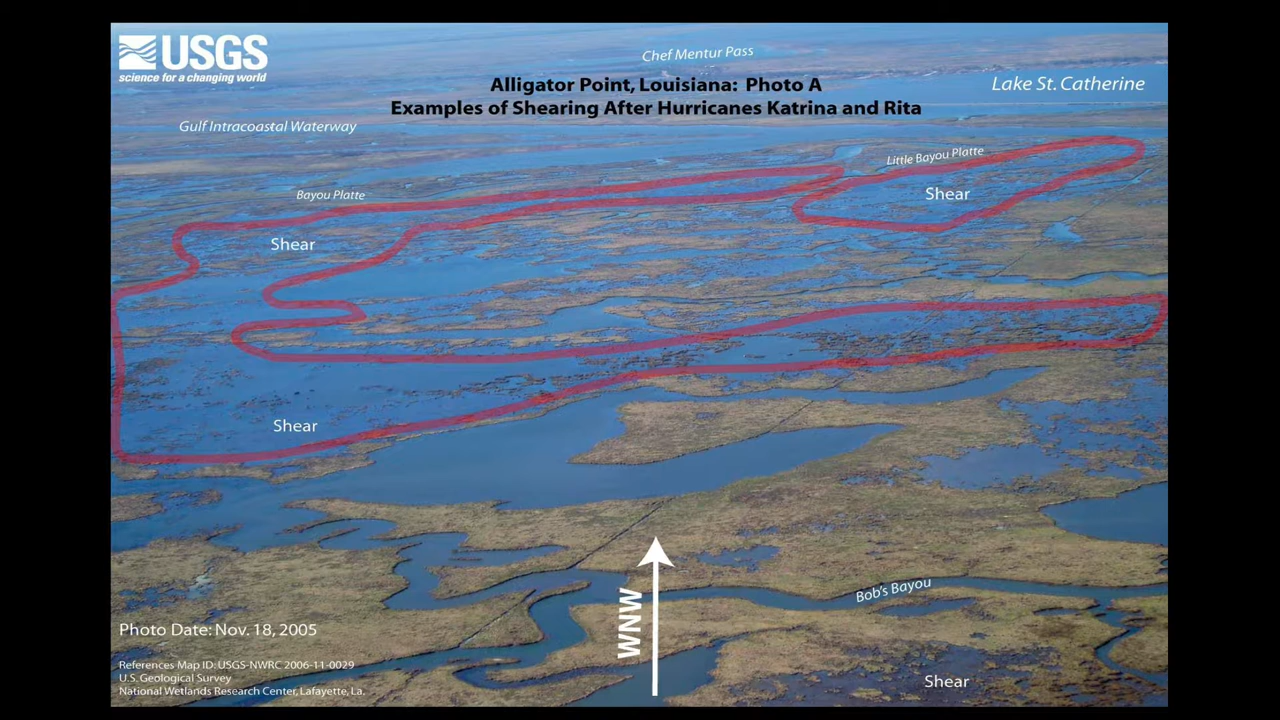 USGS
science for a changing world
Chef Mentur Pass
Alligator Point, Louisiana: Photo A
Examples of Shearing After Hurricanes Katrina and Rita
Lake St. Catherine
Gulf Intracoastal Waterway
Little Bayou Platte
Bayou Platte
Shear
Shear
Shear
WNW
Bob's Bayou
Photo Date: Nov. 18, 2005
References Map ID: USGS-NWRC 2006-11-0029
U.S. Geological Survey
National Wetlands Research Center, Lafayette, La.
Shear